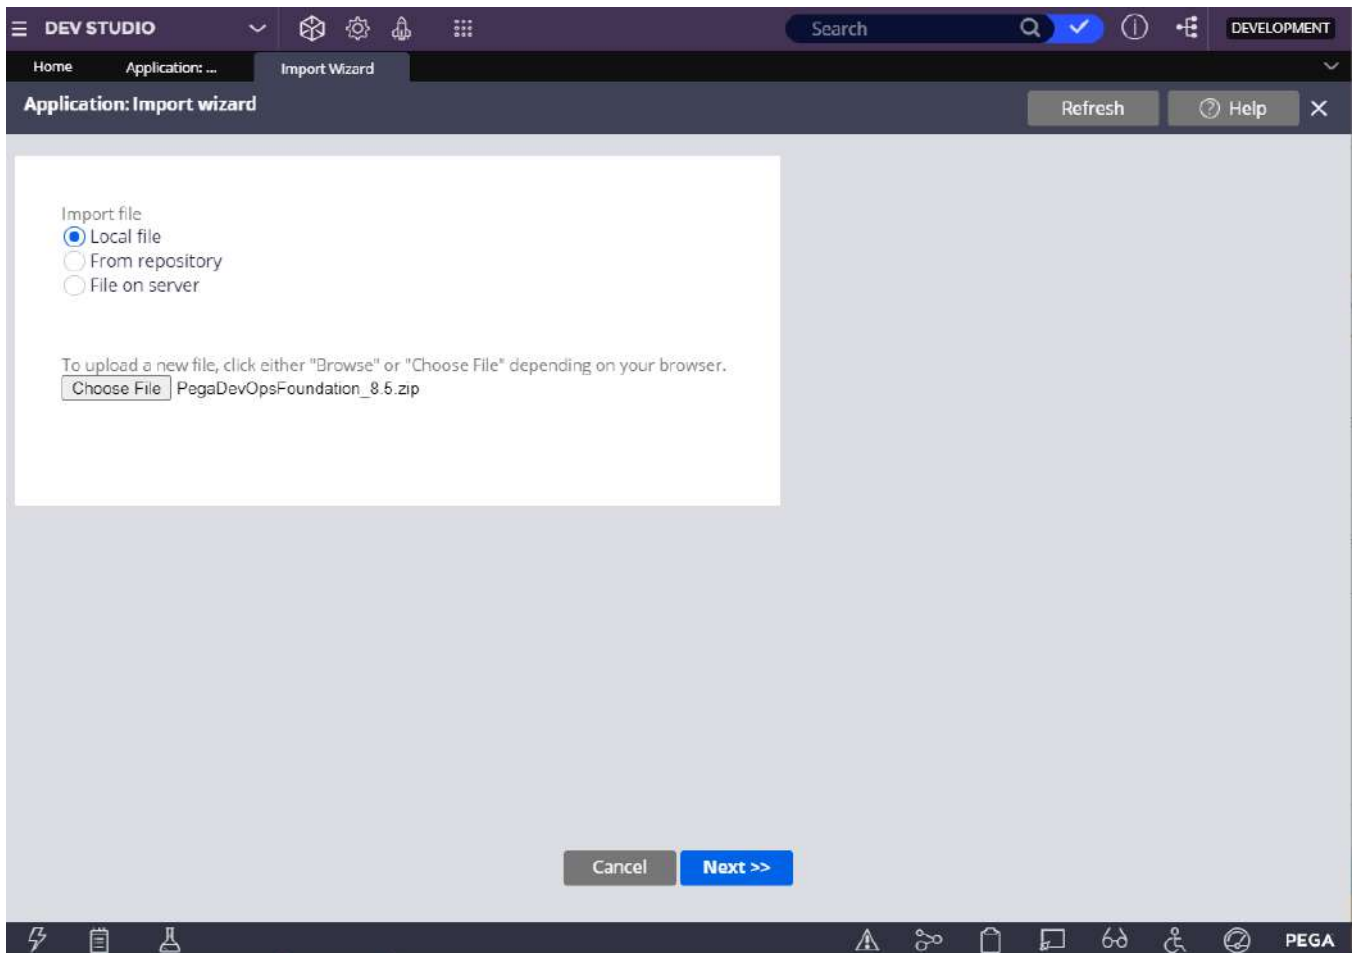 DEV STUDIO
Search
DEVELOPMENT
Home
Application: ...
Import Wizard
Application: Import wizard
Refresh
Help
Import file
Local file
From repository
File on server
To upload a new file, click either "Browse" or "Choose File" depending on your browser.
Choose File PegaDevOpsFoundation_8.5.zip
Cancel
Next >>
PEGA